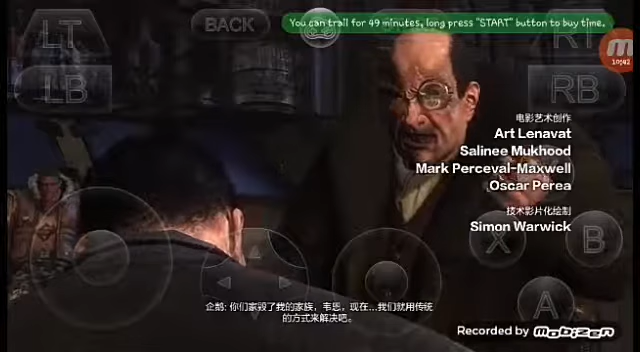 You can trail for 49 minutes, long press "START" button to buy time.
LT
BACK
RT
LB
RB
10:42
电影艺术创作
Art Lenavat
Salinee Mukhood
Mark Perceval-Maxwell
Oscar Perea
技术影片化绘制
Simon Warwick
X
B
A
企鹅: 你们家毁了我的家族，韦恩。现在...我们就用传统
的方式来解决吧。
Recorded by Mobizen